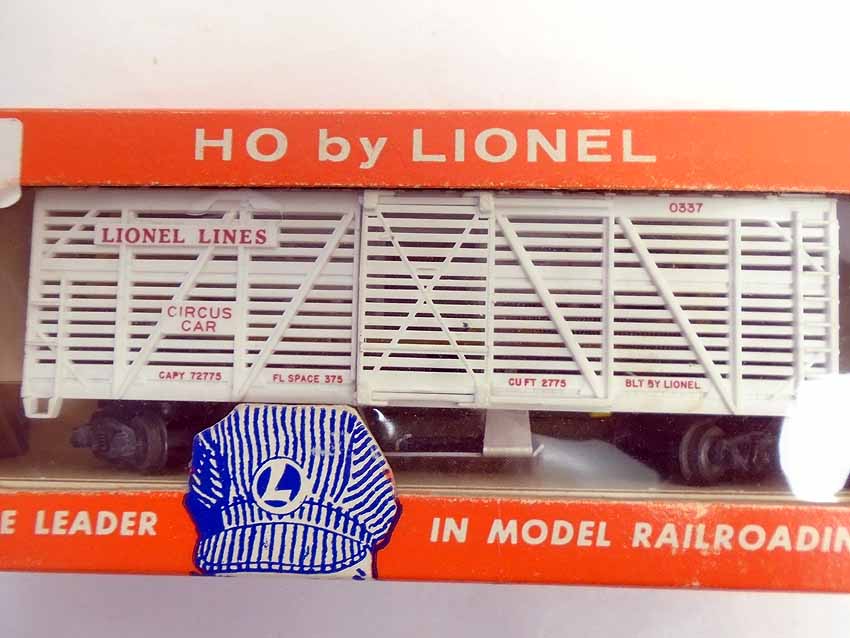 HO by LIONEL
0337
LIONEL LINES
CIRCUS
CAR
CAPY 72775
FL SPACE 375
CU FT 2775
BLT BY LIONEL
L
E LEADER
IN MODEL RAILROADIN